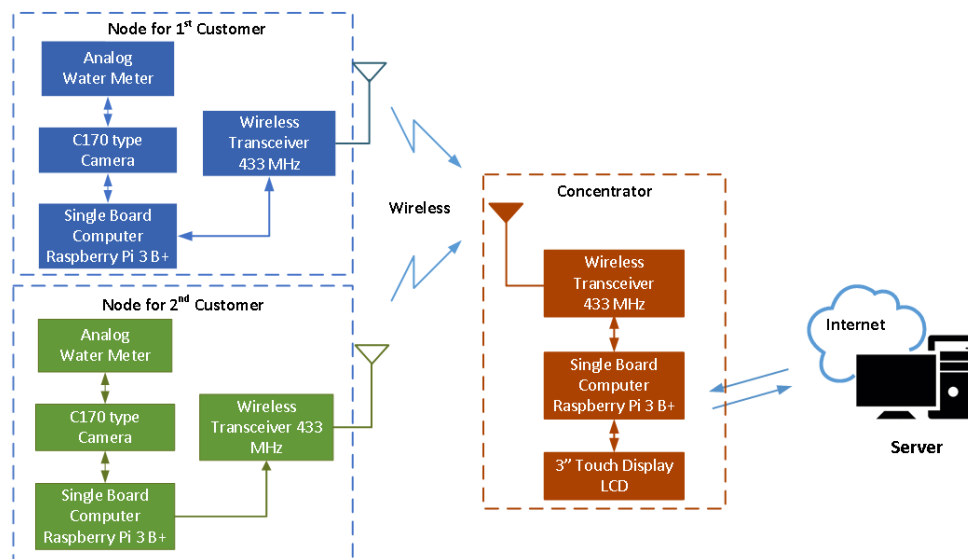 Node for 1st Customer
Analog
Water Meter
C170 type
Camera
Single Board
Computer
Raspberry Pi 3 B+
Wireless
Transceiver
433 MHz
Node for 2nd Customer
Analog
Water Meter
C170 type
Camera
Single Board
Computer
Raspberry Pi 3 B+
Wireless
Transceiver 433
MHz
Wireless
Concentrator
Wireless
Transceiver
433 MHz
Single Board
Computer
Raspberry Pi 3 B+
3” Touch Display
LCD
Internet
Server